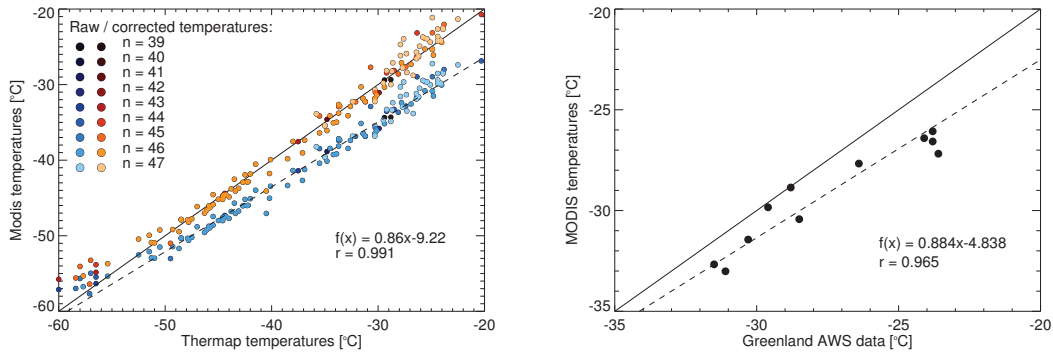 Raw / corrected temperatures:
n = 39
n = 40
n = 41
n = 42
n = 43
n = 44
n = 45
n = 46
n = 47
f(x) = 0.86x-9.22
r = 0.991
-20
-30
-40
-50
-60
Modis temperatures [°C]
-60
-50
-40
-30
-20
Thermap temperatures [°C]
-20
-25
-30
-35
MODIS temperatures [°C]
f(x) = 0.884x-4.838
r = 0.965
-35
-30
-25
-20
Greenland AWS data [°C]